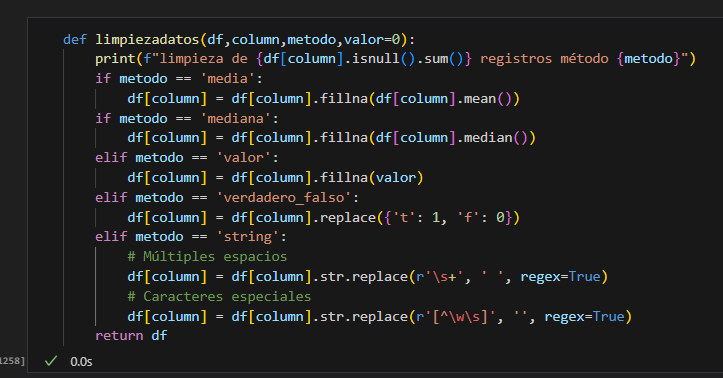 def limpiezadatos(df,column,metodo,valor=0):
    print(f"limpieza de {df[column].isnull().sum()} registros método {metodo}")
    if metodo == 'media':
        df[column] = df[column].fillna(df[column].mean())
    if metodo == 'mediana':
        df[column] = df[column].fillna(df[column].median())
    elif metodo == 'valor':
        df[column] = df[column].fillna(valor)
    elif metodo == 'verdadero_falso':
        df[column] = df[column].replace({'t': 1, 'f': 0})
    elif metodo == 'string':
        # Múltiples espacios
        df[column] = df[column].str.replace(r'\s+', ' ', regex=True)
        # Caracteres especiales
        df[column] = df[column].str.replace(r'[^\w\s]', '', regex=True)
    return df
1258] ✓ 0.0s